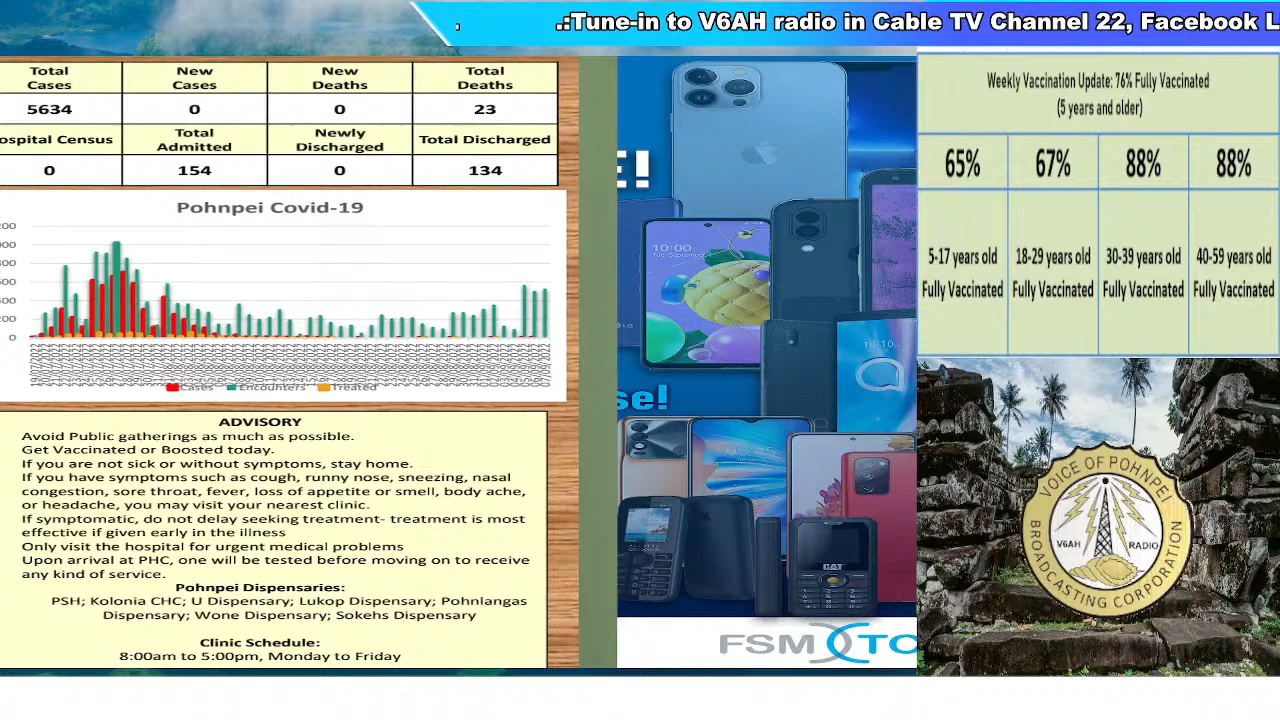 .:Tune-in to V6AH radio in Cable TV Channel 22, Facebook L
Total Cases
New Cases
New Deaths
Total Deaths
5634
0
0
23
ospital Census
Total Admitted
Newly Discharged
Total Discharged
0
154
0
134
Pohnpei Covid-19
Cases
Encounters
Treated
ADVISORY
Avoid Public gatherings as much as possible.
Get Vaccinated or Boosted today.
If you are not sick or without symptoms, stay home.
If you have symptoms such as cough, runny nose, sneezing, nasal
congestion, sore throat, fever, loss of appetite or smell, body ache,
or headache, you may visit your nearest clinic.
If symptomatic, do not delay seeking treatment- treatment is most
effective if given early in the illness
Only visit the hospital for urgent medical problems
Upon arrival at PHC, one will be tested before moving on to receive
any kind of service.
Pohnpei Dispensaries:
PSH; Kolonia CHC; U Dispensary; Lukop Dispensary; Pohnlangas
Dispensary; Wone Dispensary; Sokehs Dispensary
Clinic Schedule:
8:00am to 5:00pm, Monday to Friday
E!
10:00
LG
10:10
se!
CAT
FSM TC
Weekly Vaccination Update: 76% Fully Vaccinated
(5 years and older)
65%
67%
88%
88%
5-17 years old
Fully Vaccinated
18-29 years old
Fully Vaccinated
30-39 years old
Fully Vaccinated
40-59 years old
Fully Vaccinated
VOICE OF POHNPEI
V6AH RADIO
BROADCASTING CORPORATION